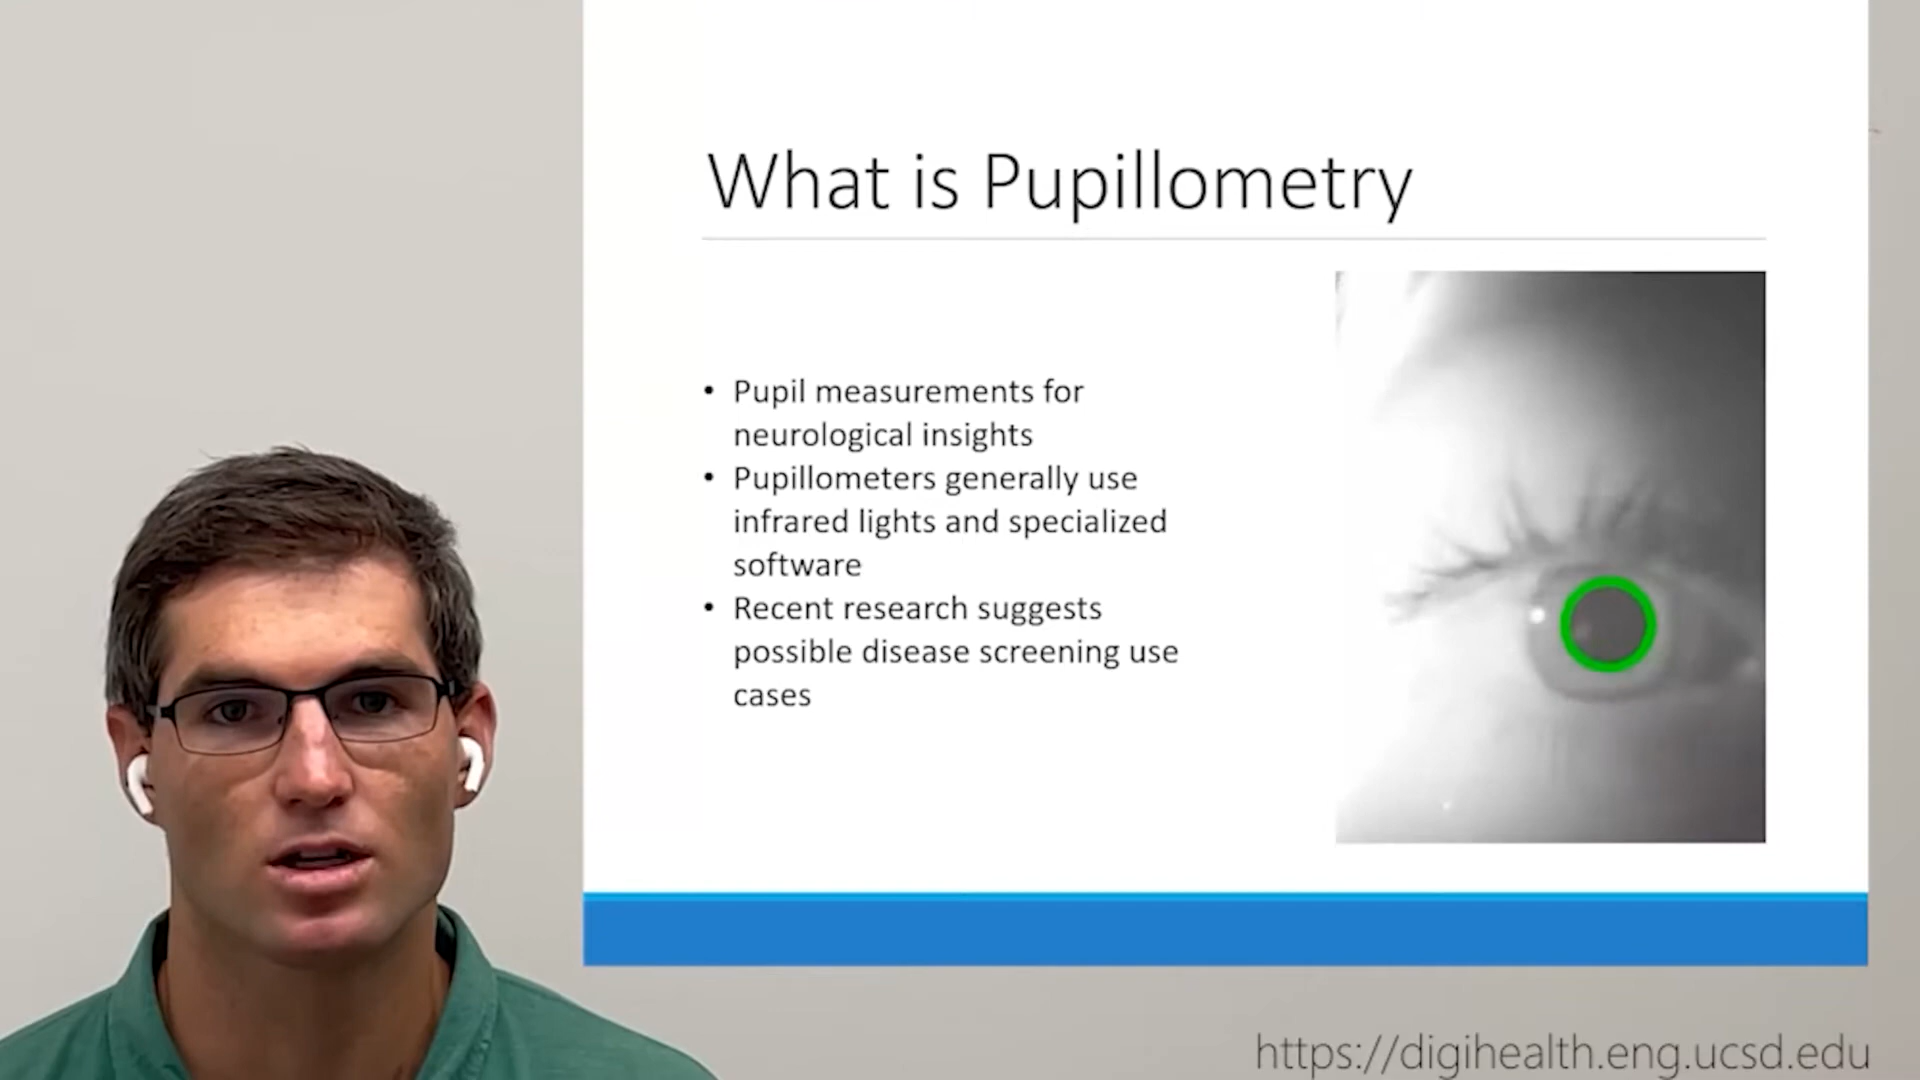 What is Pupillometry
• Pupil measurements for
neurological insights
• Pupillometers generally use
infrared lights and specialized
software
• Recent research suggests
possible disease screening use
cases
https://digihealth.eng.ucsd.edu